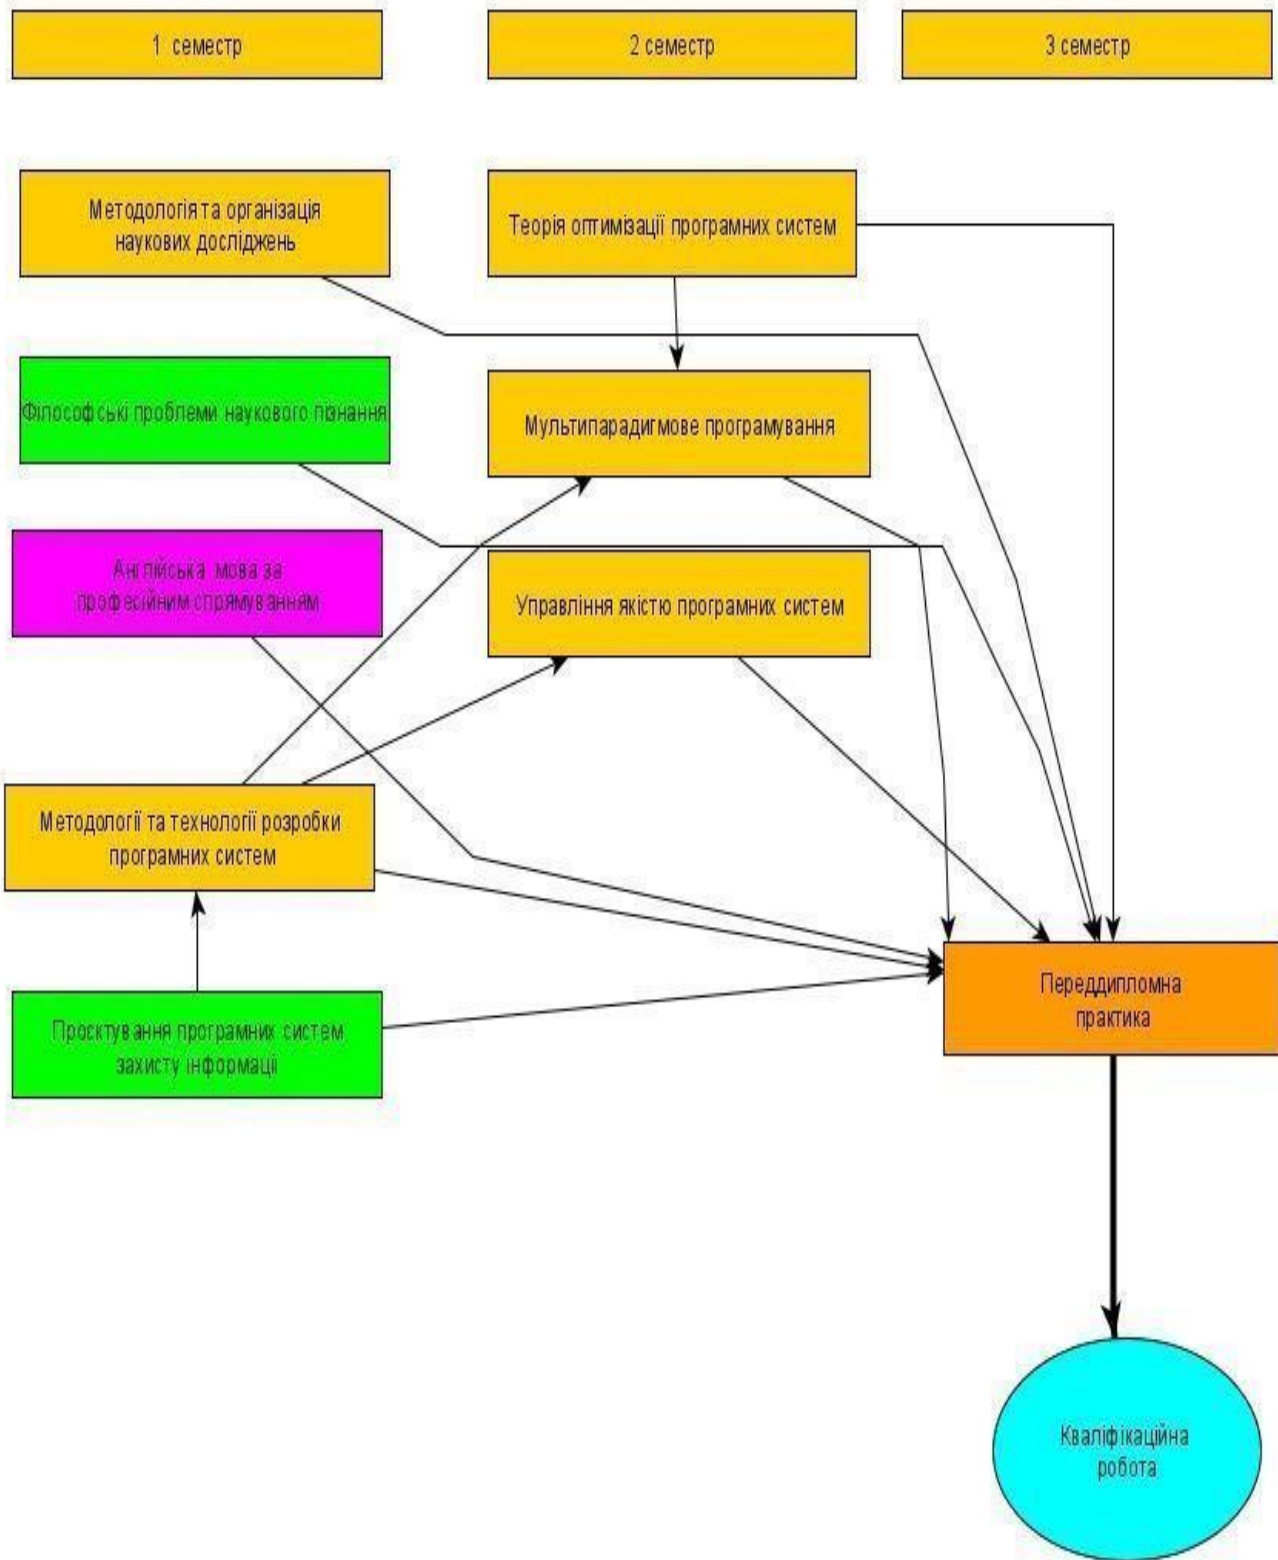 1 семестр
2 семестр
3 семестр
Методологія та організація
наукових досліджень
Теорія оптимізації програмних систем
Філософські проблеми наукового пізнання
Мультипарадигмове програмування
Англійська мова за
професійним спрямуванням
Управління якістю програмних систем
Методології та технології розробки
програмних систем
Проєктування програмних систем
захисту інформації
Переддипломна
практика
Кваліфікаційна
робота